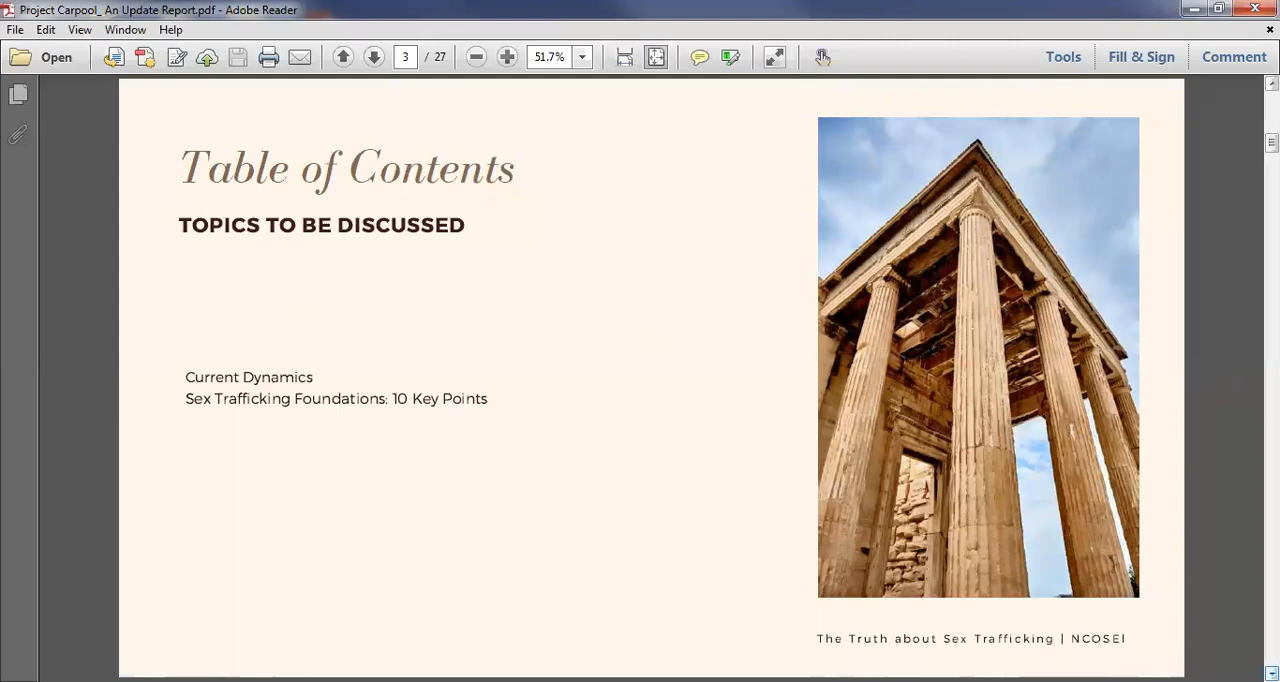 Project Carpool_ An Update Report.pdf - Adobe Reader
File Edit View Window Help
Open 3 / 27 51.7% Tools Fill & Sign Comment
Table of Contents
TOPICS TO BE DISCUSSED
Current Dynamics
Sex Trafficking Foundations: 10 Key Points
The Truth about Sex Trafficking | NCOSEl